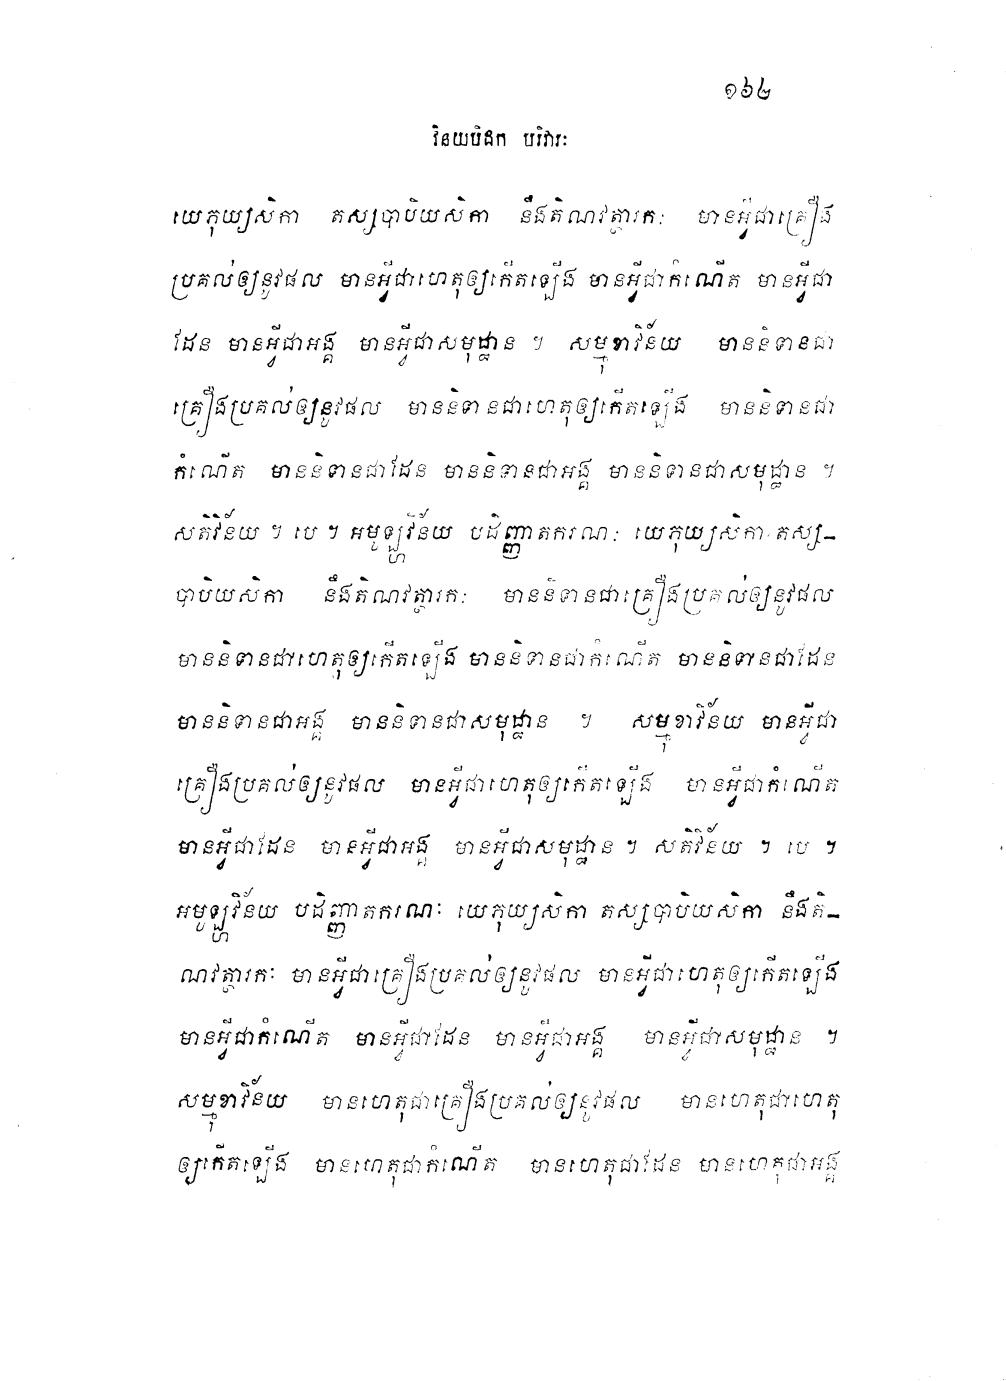 ១៦៤
វិនយបិដក បរិវារៈ
យេភុយ្យសិកា តស្សបាបិយសិកា នឹងតិណវត្ថារកៈ មានអ្វីជាគ្រឿង
ប្រគល់ឲ្យនូវផល មានអ្វីជាហេតុឲ្យកើតឡើង មានអ្វីជាកំណើត មានអ្វីជា
ដែន មានអ្វីជាអង្គ មានអ្វីជាសមុដ្ឋាន ។ សម្មុខាវិន័យ មាននិទានជា
គ្រឿងប្រគល់ឲ្យនូវផល មាននិទានជាហេតុឲ្យកើតឡើង មាននិទានជា
កំណើត មាននិទានជាដែន មាននិទានជាអង្គ មាននិទានជាសមុដ្ឋាន ។
សតិវិន័យ ។ បេ ។ អមូឡ្ហវិន័យ បដិញ្ញាតករណៈ យេភុយ្យសិកា តស្ស-
បាបិយសិកា នឹងតិណវត្ថារកៈ មាននិទានជាគ្រឿងប្រគល់ឲ្យនូវផល
មាននិទានជាហេតុឲ្យកើតឡើង មាននិទានជាកំណើត មាននិទានជាដែន
មាននិទានជាអង្គ មាននិទានជាសមុដ្ឋាន ។ សម្មុខាវិន័យ មានអ្វីជា
គ្រឿងប្រគល់ឲ្យនូវផល មានអ្វីជាហេតុឲ្យកើតឡើង មានអ្វីជាកំណើត
មានអ្វីជាដែន មានអ្វីជាអង្គ មានអ្វីជាសមុដ្ឋាន ។ សតិវិន័យ ។ បេ ។
អមូឡ្ហវិន័យ បដិញ្ញាតករណៈ យេភុយ្យសិកា តស្សបាបិយសិកា នឹងតិ-
ណវត្ថារកៈ មានអ្វីជាគ្រឿងប្រគល់ឲ្យនូវផល មានអ្វីជាហេតុឲ្យកើតឡើង
មានអ្វីជាកំណើត មានអ្វីជាដែន មានអ្វីជាអង្គ មានអ្វីជាសមុដ្ឋាន ។
សម្មុខាវិន័យ មានហេតុជាគ្រឿងប្រគល់ឲ្យនូវផល មានហេតុជាហេតុ
ឲ្យកើតឡើង មានហេតុជាកំណើត មានហេតុជាដែន មានហេតុជាអង្គ